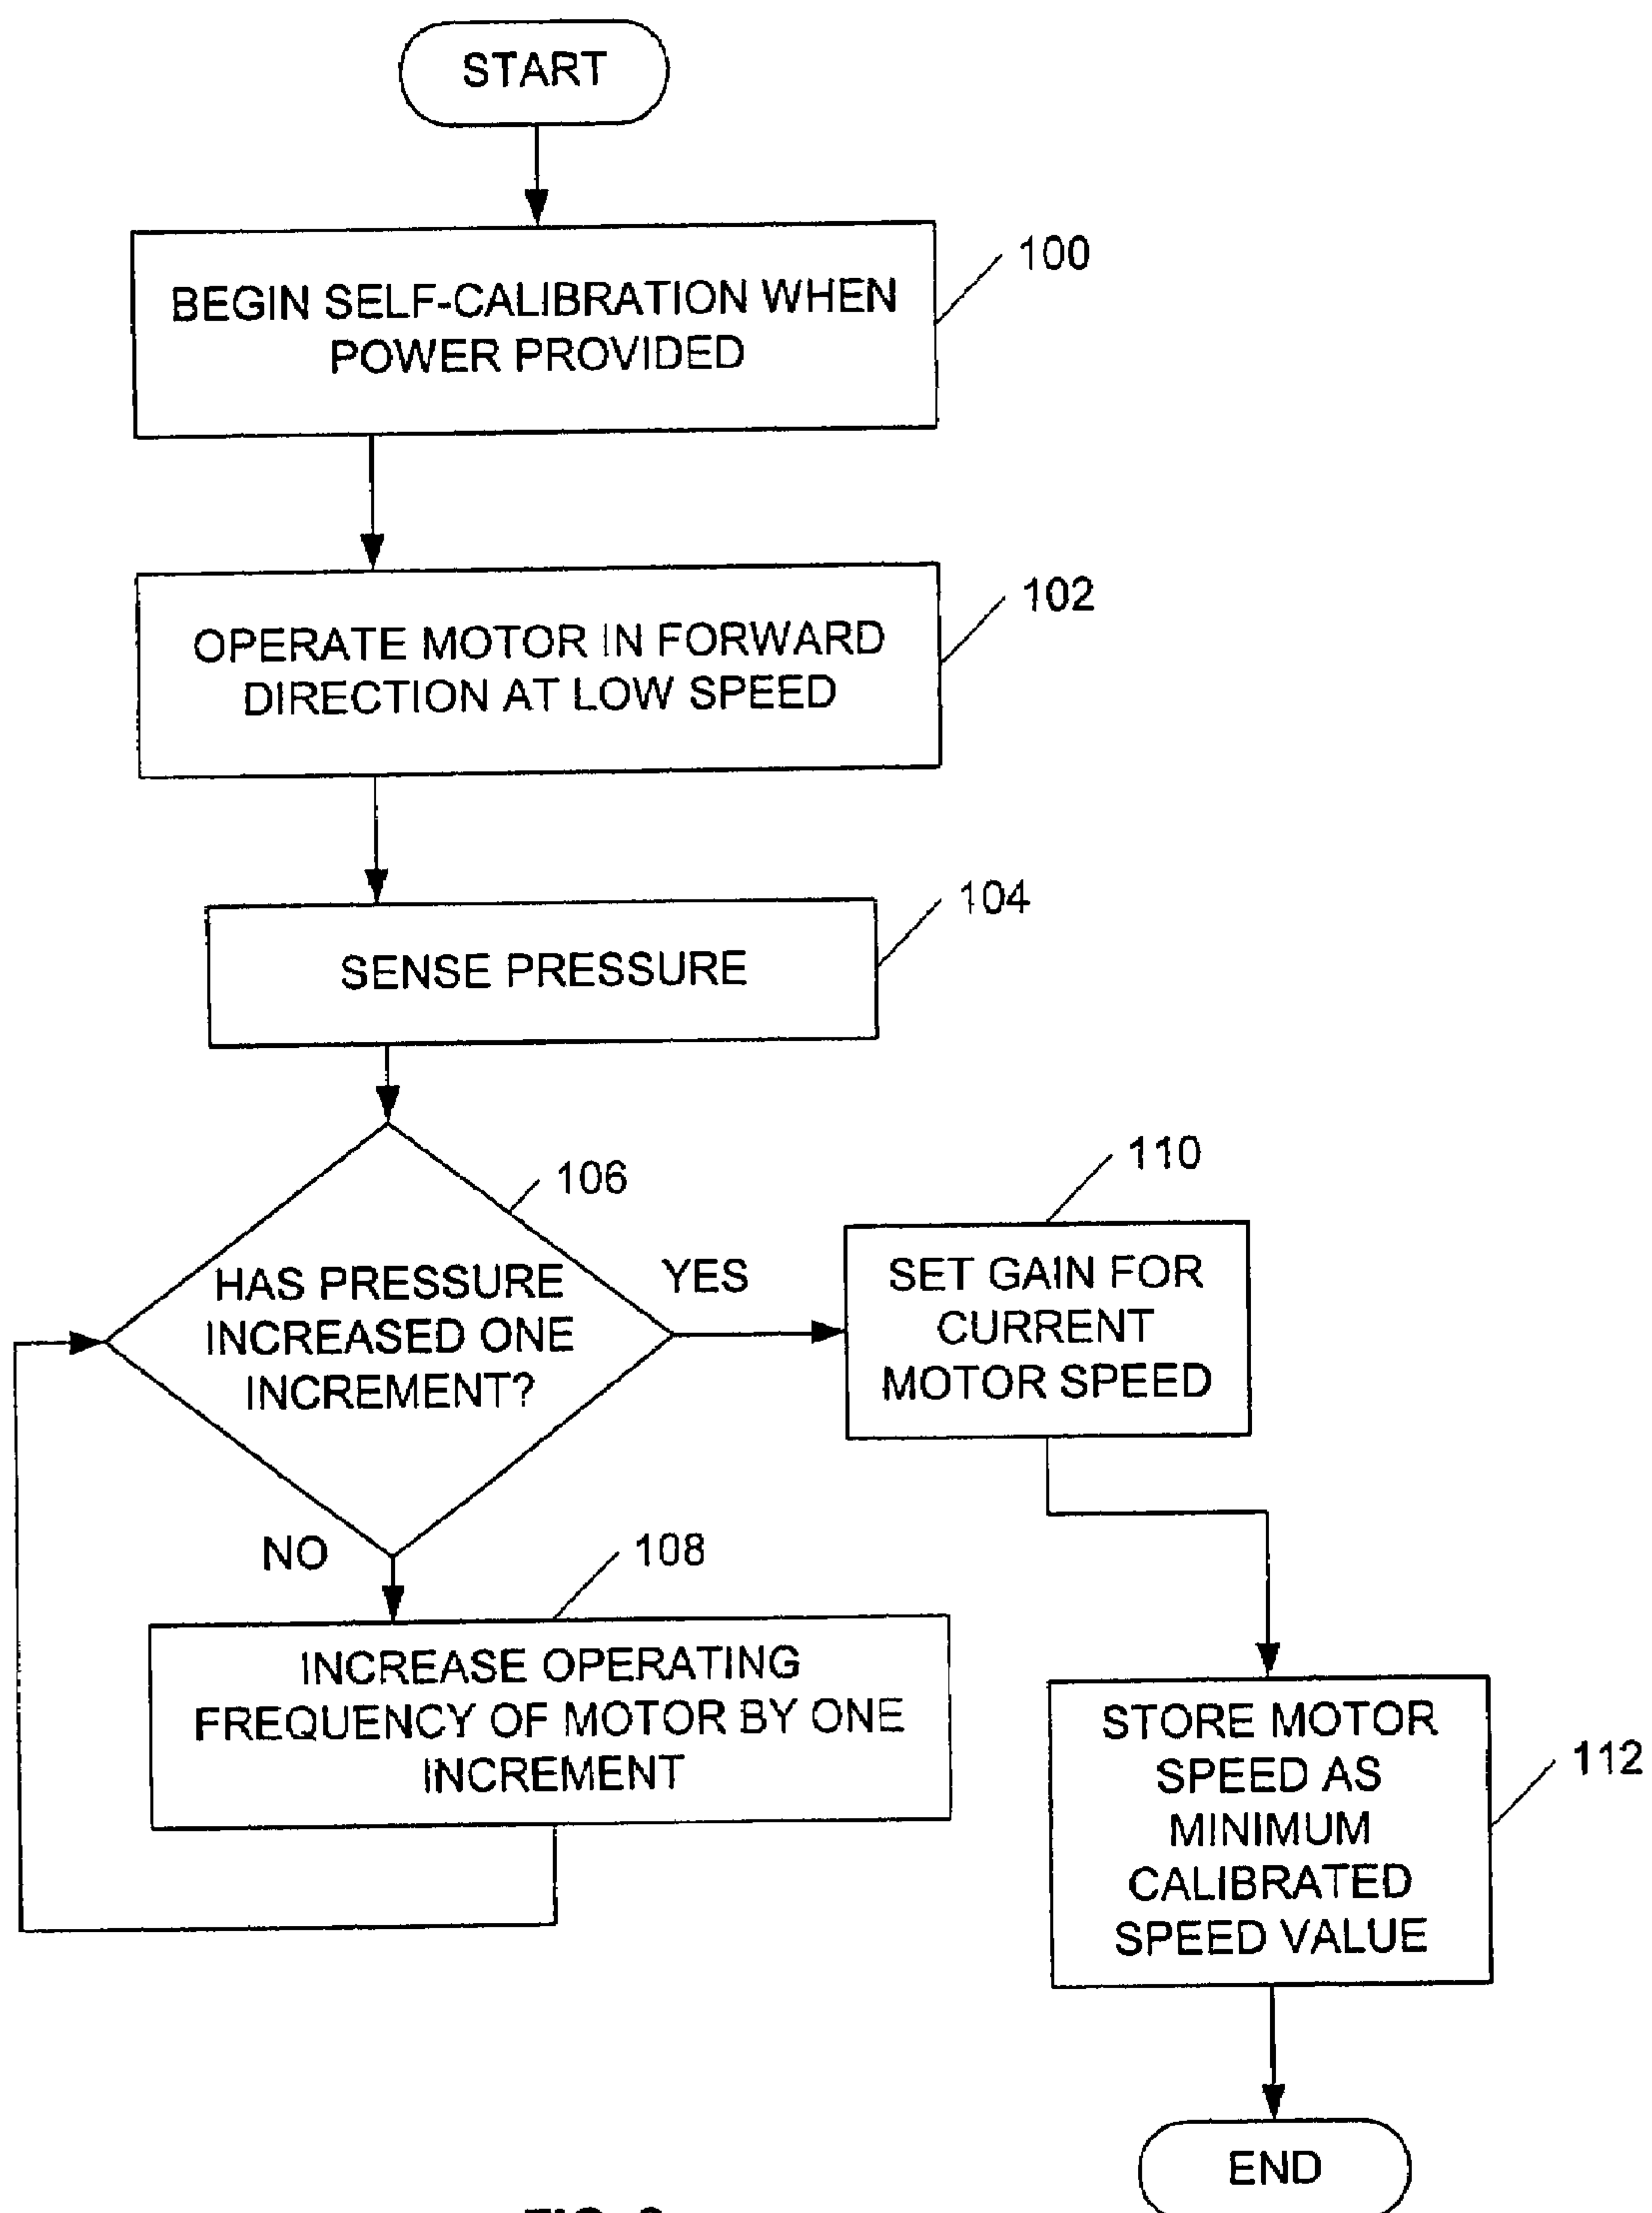 START
BEGIN SELF-CALIBRATION WHEN
POWER PROVIDED
100
OPERATE MOTOR IN FORWARD
DIRECTION AT LOW SPEED
102
SENSE PRESSURE
104
HAS PRESSURE
INCREASED ONE
INCREMENT?
106
YES
SET GAIN FOR
CURRENT
MOTOR SPEED
110
NO
INCREASE OPERATING
FREQUENCY OF MOTOR BY ONE
INCREMENT
108
STORE MOTOR
SPEED AS
MINIMUM
CALIBRATED
SPEED VALUE
112
END